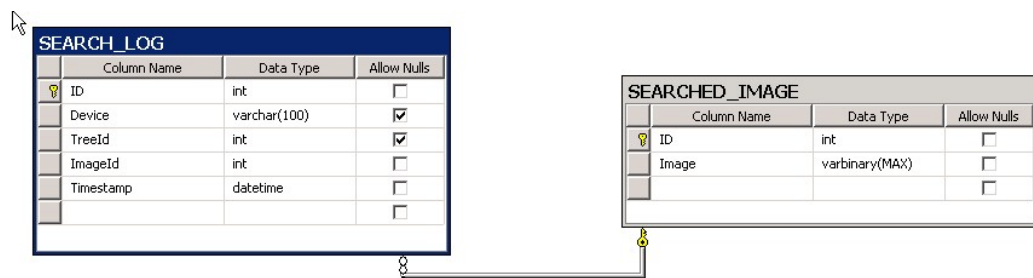 SEARCH_LOG
Column Name Data Type Allow Nulls
ID int
Device varchar(100)
TreeId int
ImageId int
Timestamp datetime
SEARCHED_IMAGE
Column Name Data Type Allow Nulls
ID int
Image varbinary(MAX)